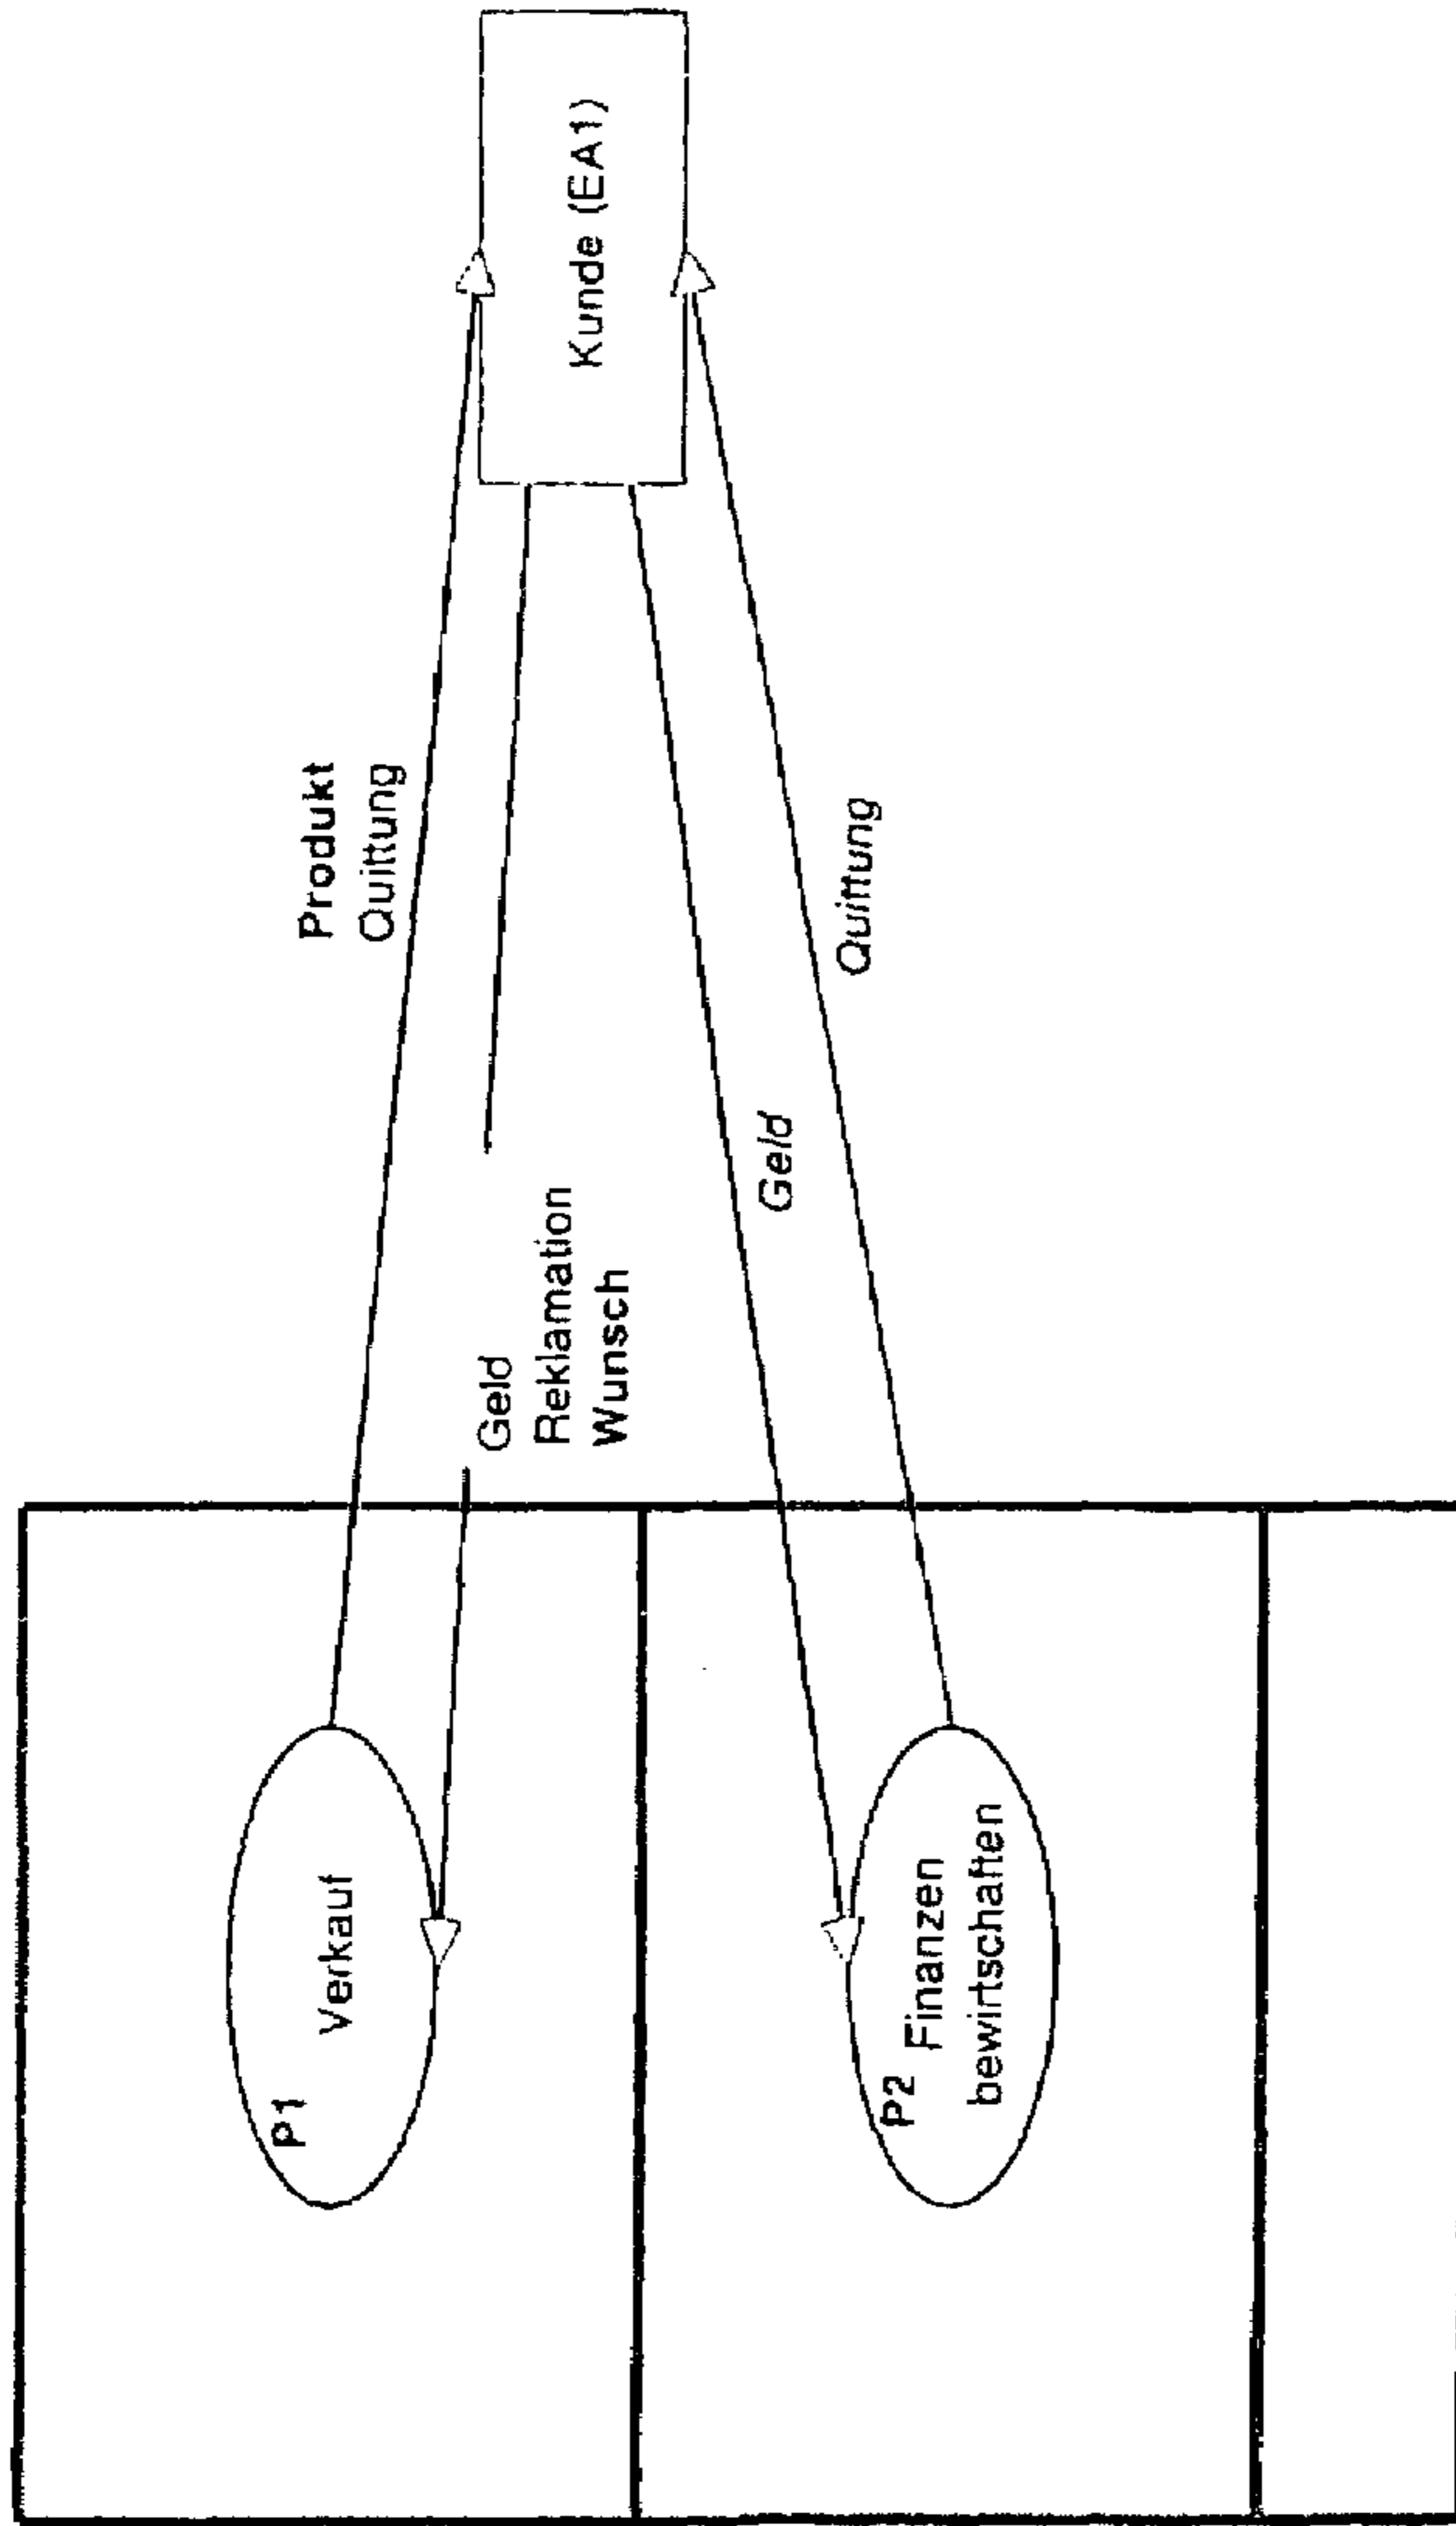 Kunde (EA1)
Produkt
Quittung
Geld
Reklamation
Wunsch
Geld
Quittung
P1
Verkauf
P2
Finanzen
bewirtschaften